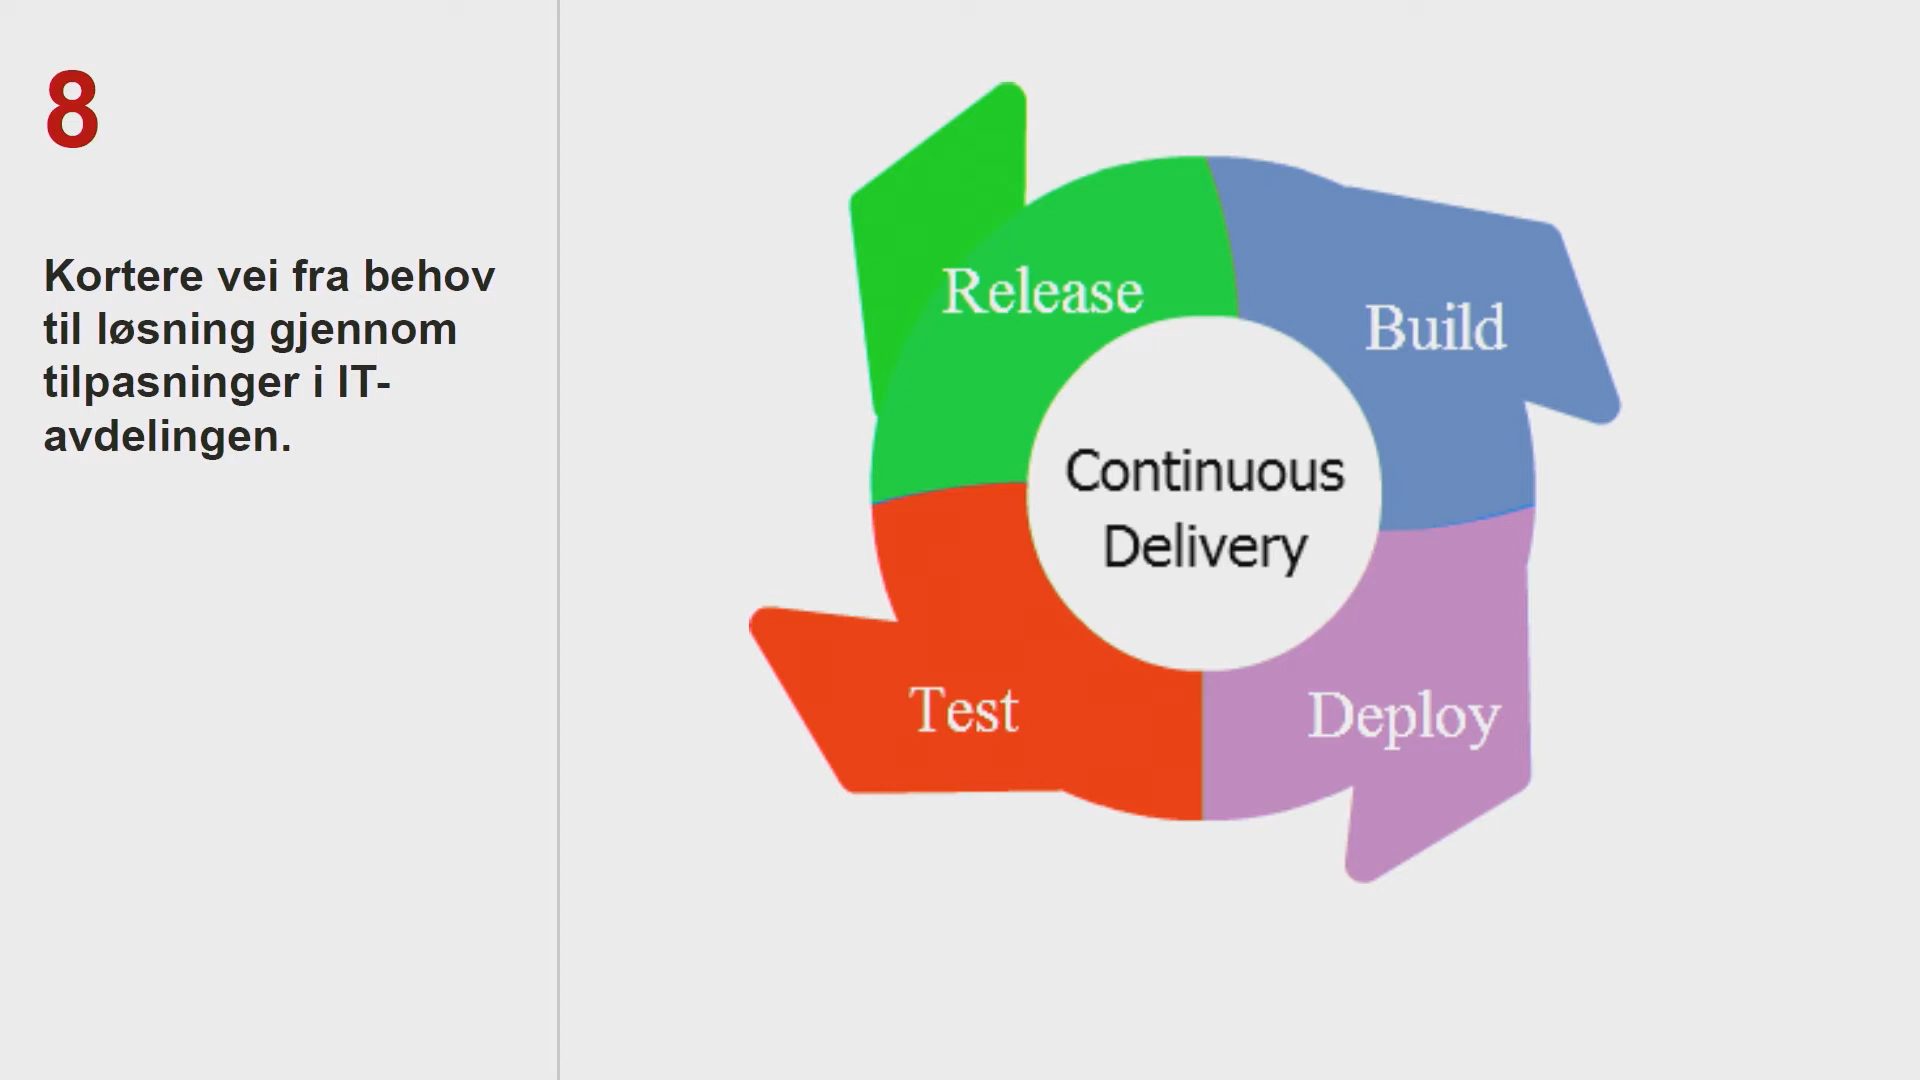 8
Kortere vei fra behov
til løsning gjennom
tilpasninger i IT-
avdelingen.
Release
Build
Continuous
Delivery
Test
Deploy